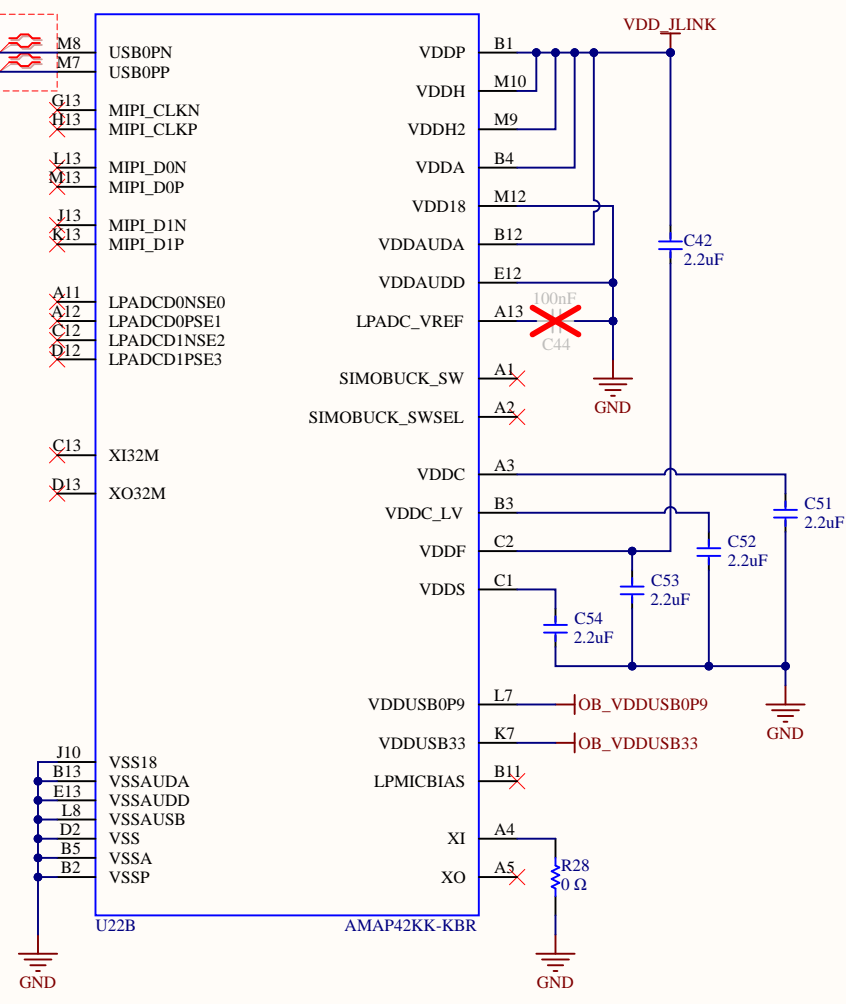 VDD_JLINK
M8 USB0PN
M7 USB0PP
G13 MIPI_CLKN
H13 MIPI_CLKP
L13 MIPI_D0N
M13 MIPI_D0P
J13 MIPI_D1N
K13 MIPI_D1P
A11 LPADCD0NSE0
A12 LPADCD0PSE1
C12 LPADCD1NSE2
D12 LPADCD1PSE3
C13 XI32M
D13 XO32M
J10 VSS18
B13 VSSAUDA
E13 VSSAUDD
L8 VSSAUSB
D2 VSS
B5 VSSA
B2 VSSP
GND
U22B
AMAP42KK-KBR
VDDP B1
VDDH M10
VDDH2 M9
VDDA B4
VDD18 M12
VDDAUDA B12
VDDAUDD E12
LPADC_VREF A13
100nF
C44
GND
C42
2.2uF
SIMOBUCK_SW A1
SIMOBUCK_SWSEL A2
VDDC A3
VDDC_LV B3
VDDF C2
VDDS C1
C51
2.2uF
C52
2.2uF
C53
2.2uF
C54
2.2uF
GND
VDDUSB0P9 L7 OB_VDDUSB0P9
VDDUSB33 K7 OB_VDDUSB33
LPMICBIAS B11
XI A4
XO A5
R28
0 Ω
GND